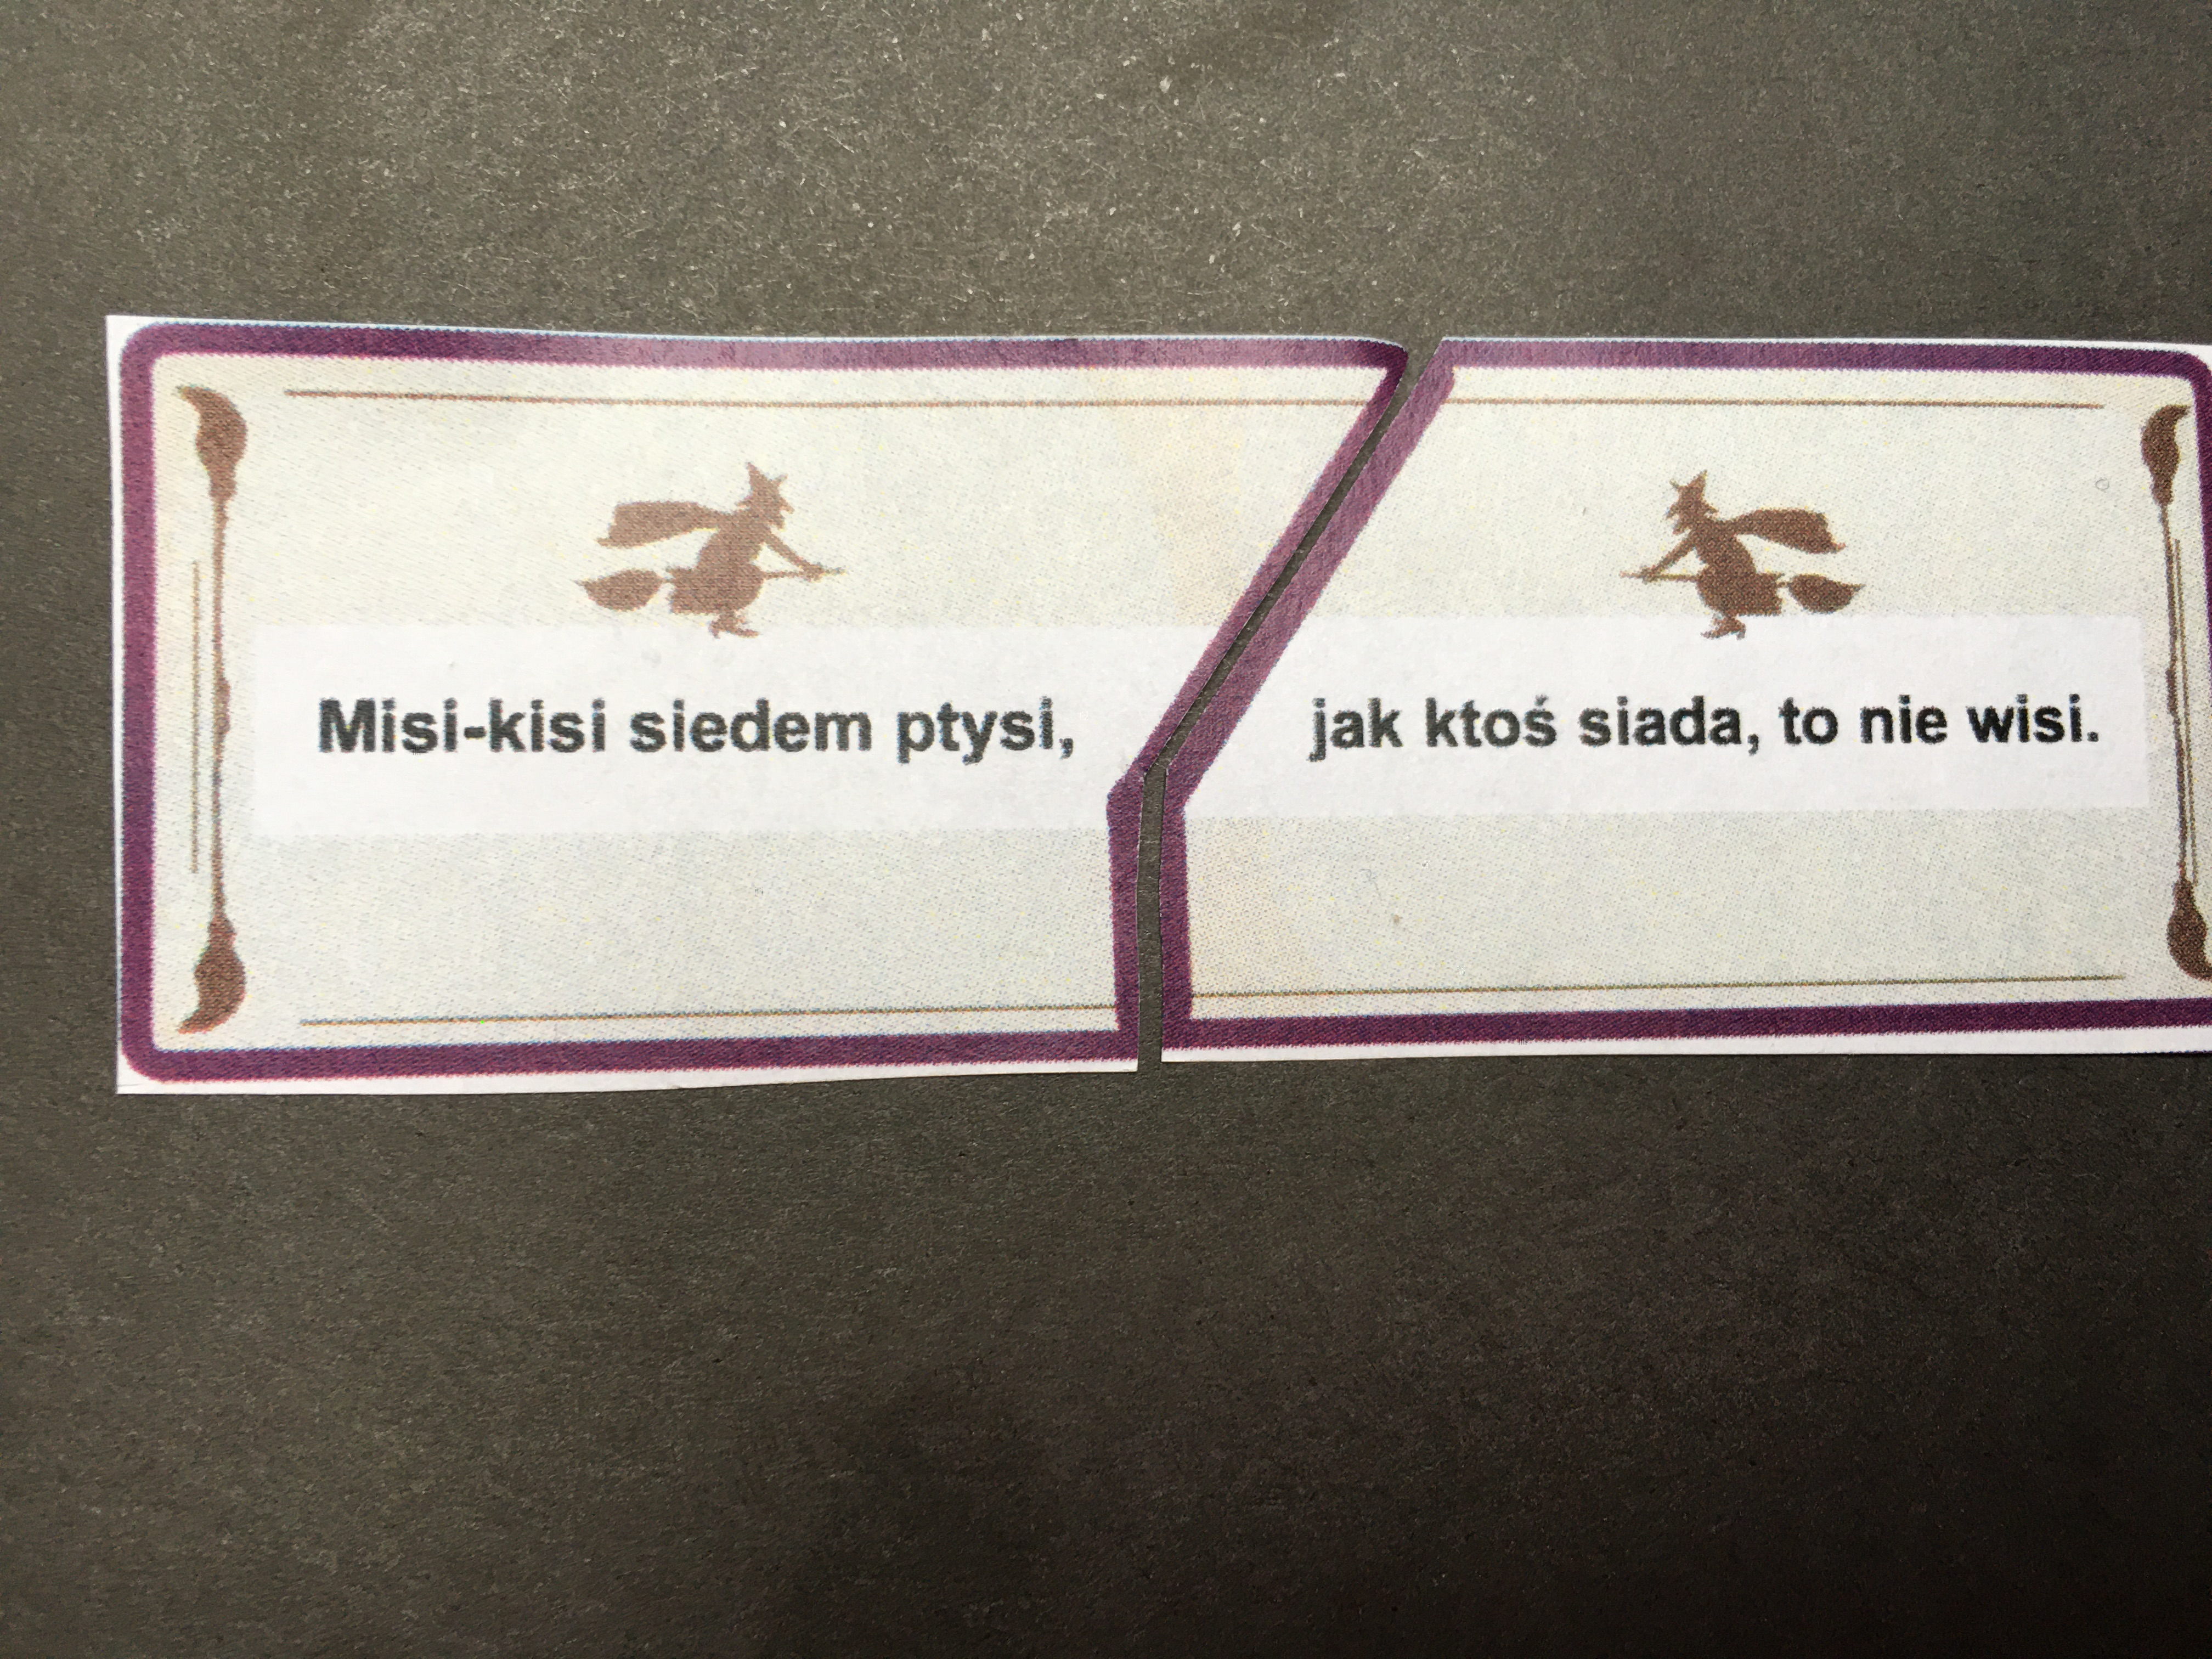 Misi-kisi siedem ptysi,
jak ktoś siada, to nie wisi.